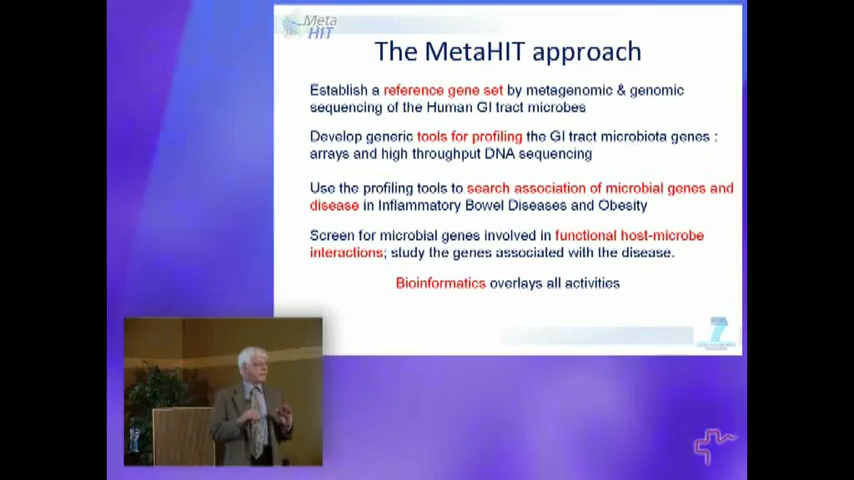 Meta
HIT
The MetaHIT approach
Establish a reference gene set by metagenomic & genomic
sequencing of the Human GI tract microbes
Develop generic tools for profiling the GI tract microbiota genes :
arrays and high throughput DNA sequencing
Use the profiling tools to search association of microbial genes and
disease in Inflammatory Bowel Diseases and Obesity
Screen for microbial genes involved in functional host-microbe
interactions; study the genes associated with the disease.
Bioinformatics overlays all activities
7